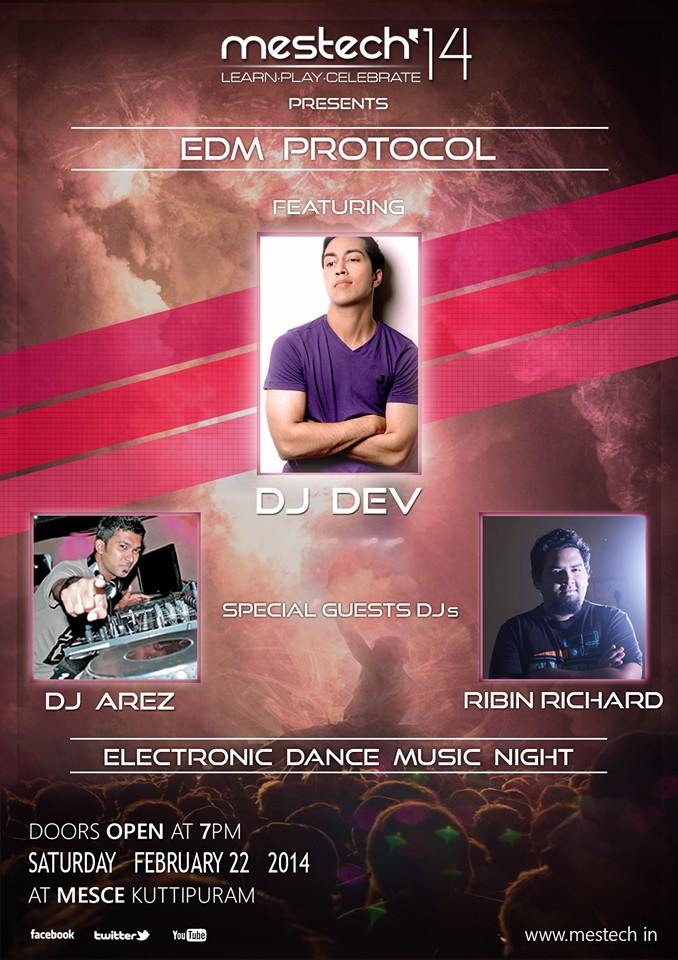 mestech'14
LEARN·PLAY·CELEBRATE
PRESENTS
EDM PROTOCOL
FEATURING
DJ DEV
SPECIAL GUESTS DJs
DJ AREZ
RIBIN RICHARD
ELECTRONIC DANCE MUSIC NIGHT
DOORS OPEN AT 7PM
SATURDAY FEBRUARY 22 2014
AT MESCE KUTTIPURAM
facebook twitter YouTube
www.mestech in